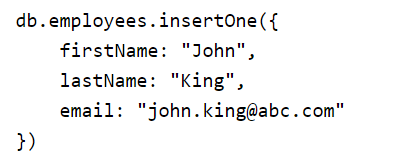 db.employees.insertOne({
    firstName: "John",
    lastName: "King",
    email: "john.king@abc.com"
})